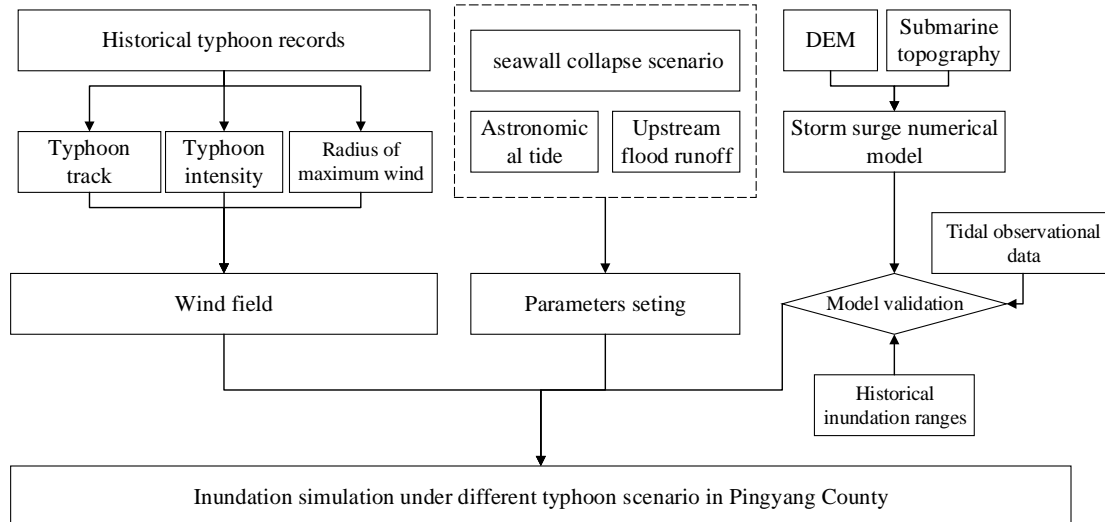 Historical typhoon records
seawall collapse scenario
DEM
Submarine
topography
Typhoon
track
Typhoon
intensity
Radius of
maximum wind
Astronomic
al tide
Upstream
flood runoff
Storm surge numerical
model
Tidal observational
data
Wind field
Parameters seting
Model validation
Historical
inundation ranges
Inundation simulation under different typhoon scenario in Pingyang County